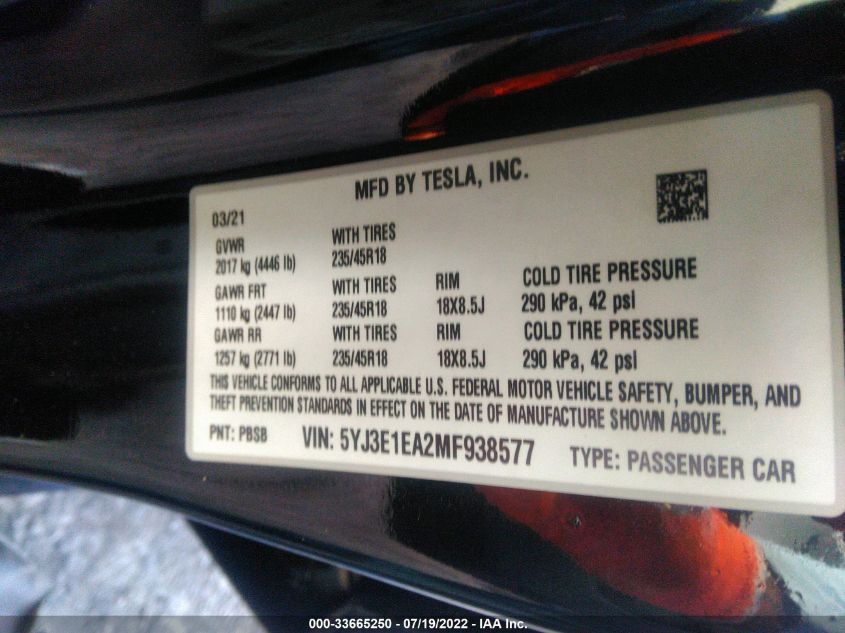 MFD BY TESLA, INC.
03/21
GVWR WITH TIRES
2017 kg (4446 lb) 235/45R18
GAWR FRT WITH TIRES RIM COLD TIRE PRESSURE
1110 kg (2447 lb) 235/45R18 18X8.5J 290 kPa, 42 psi
GAWR RR WITH TIRES RIM COLD TIRE PRESSURE
1257 kg (2771 lb) 235/45R18 18X8.5J 290 kPa, 42 psi
THIS VEHICLE CONFORMS TO ALL APPLICABLE U.S. FEDERAL MOTOR VEHICLE SAFETY, BUMPER, AND
THEFT PREVENTION STANDARDS IN EFFECT ON THE DATE OF MANUFACTURE SHOWN ABOVE.
PNT: PBSB VIN: 5YJ3E1EA2MF938577 TYPE: PASSENGER CAR
000-33665250 - 07/19/2022 - IAA Inc.